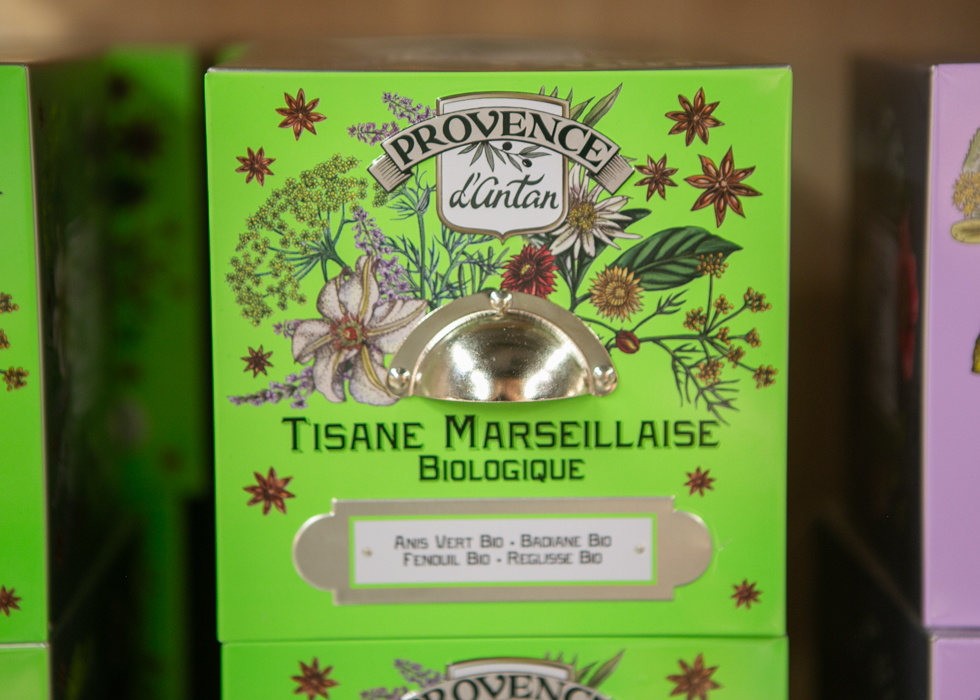 PROVENCE
d'antan
TISANE MARSEILLAISE
BIOLOGIQUE
ANIS VERT BIO • BADIANE BIO
FENOUIL BIO • REGLISSE BIO
PROVENCE